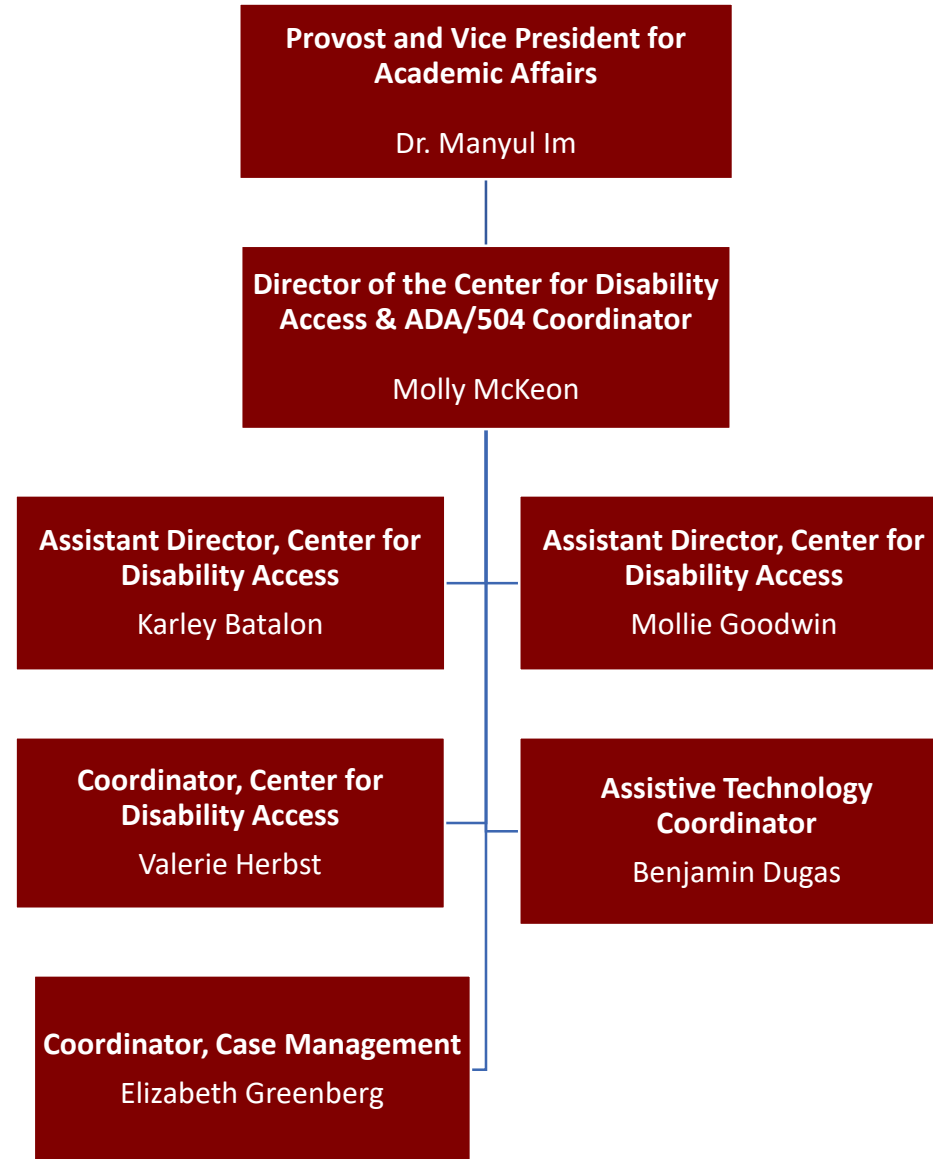 Provost and Vice President for
Academic Affairs
Dr. Manyul Im
Director of the Center for Disability
Access & ADA/504 Coordinator
Molly McKeon
Assistant Director, Center for
Disability Access
Karley Batalon
Assistant Director, Center for
Disability Access
Mollie Goodwin
Coordinator, Center for
Disability Access
Valerie Herbst
Assistive Technology
Coordinator
Benjamin Dugas
Coordinator, Case Management
Elizabeth Greenberg